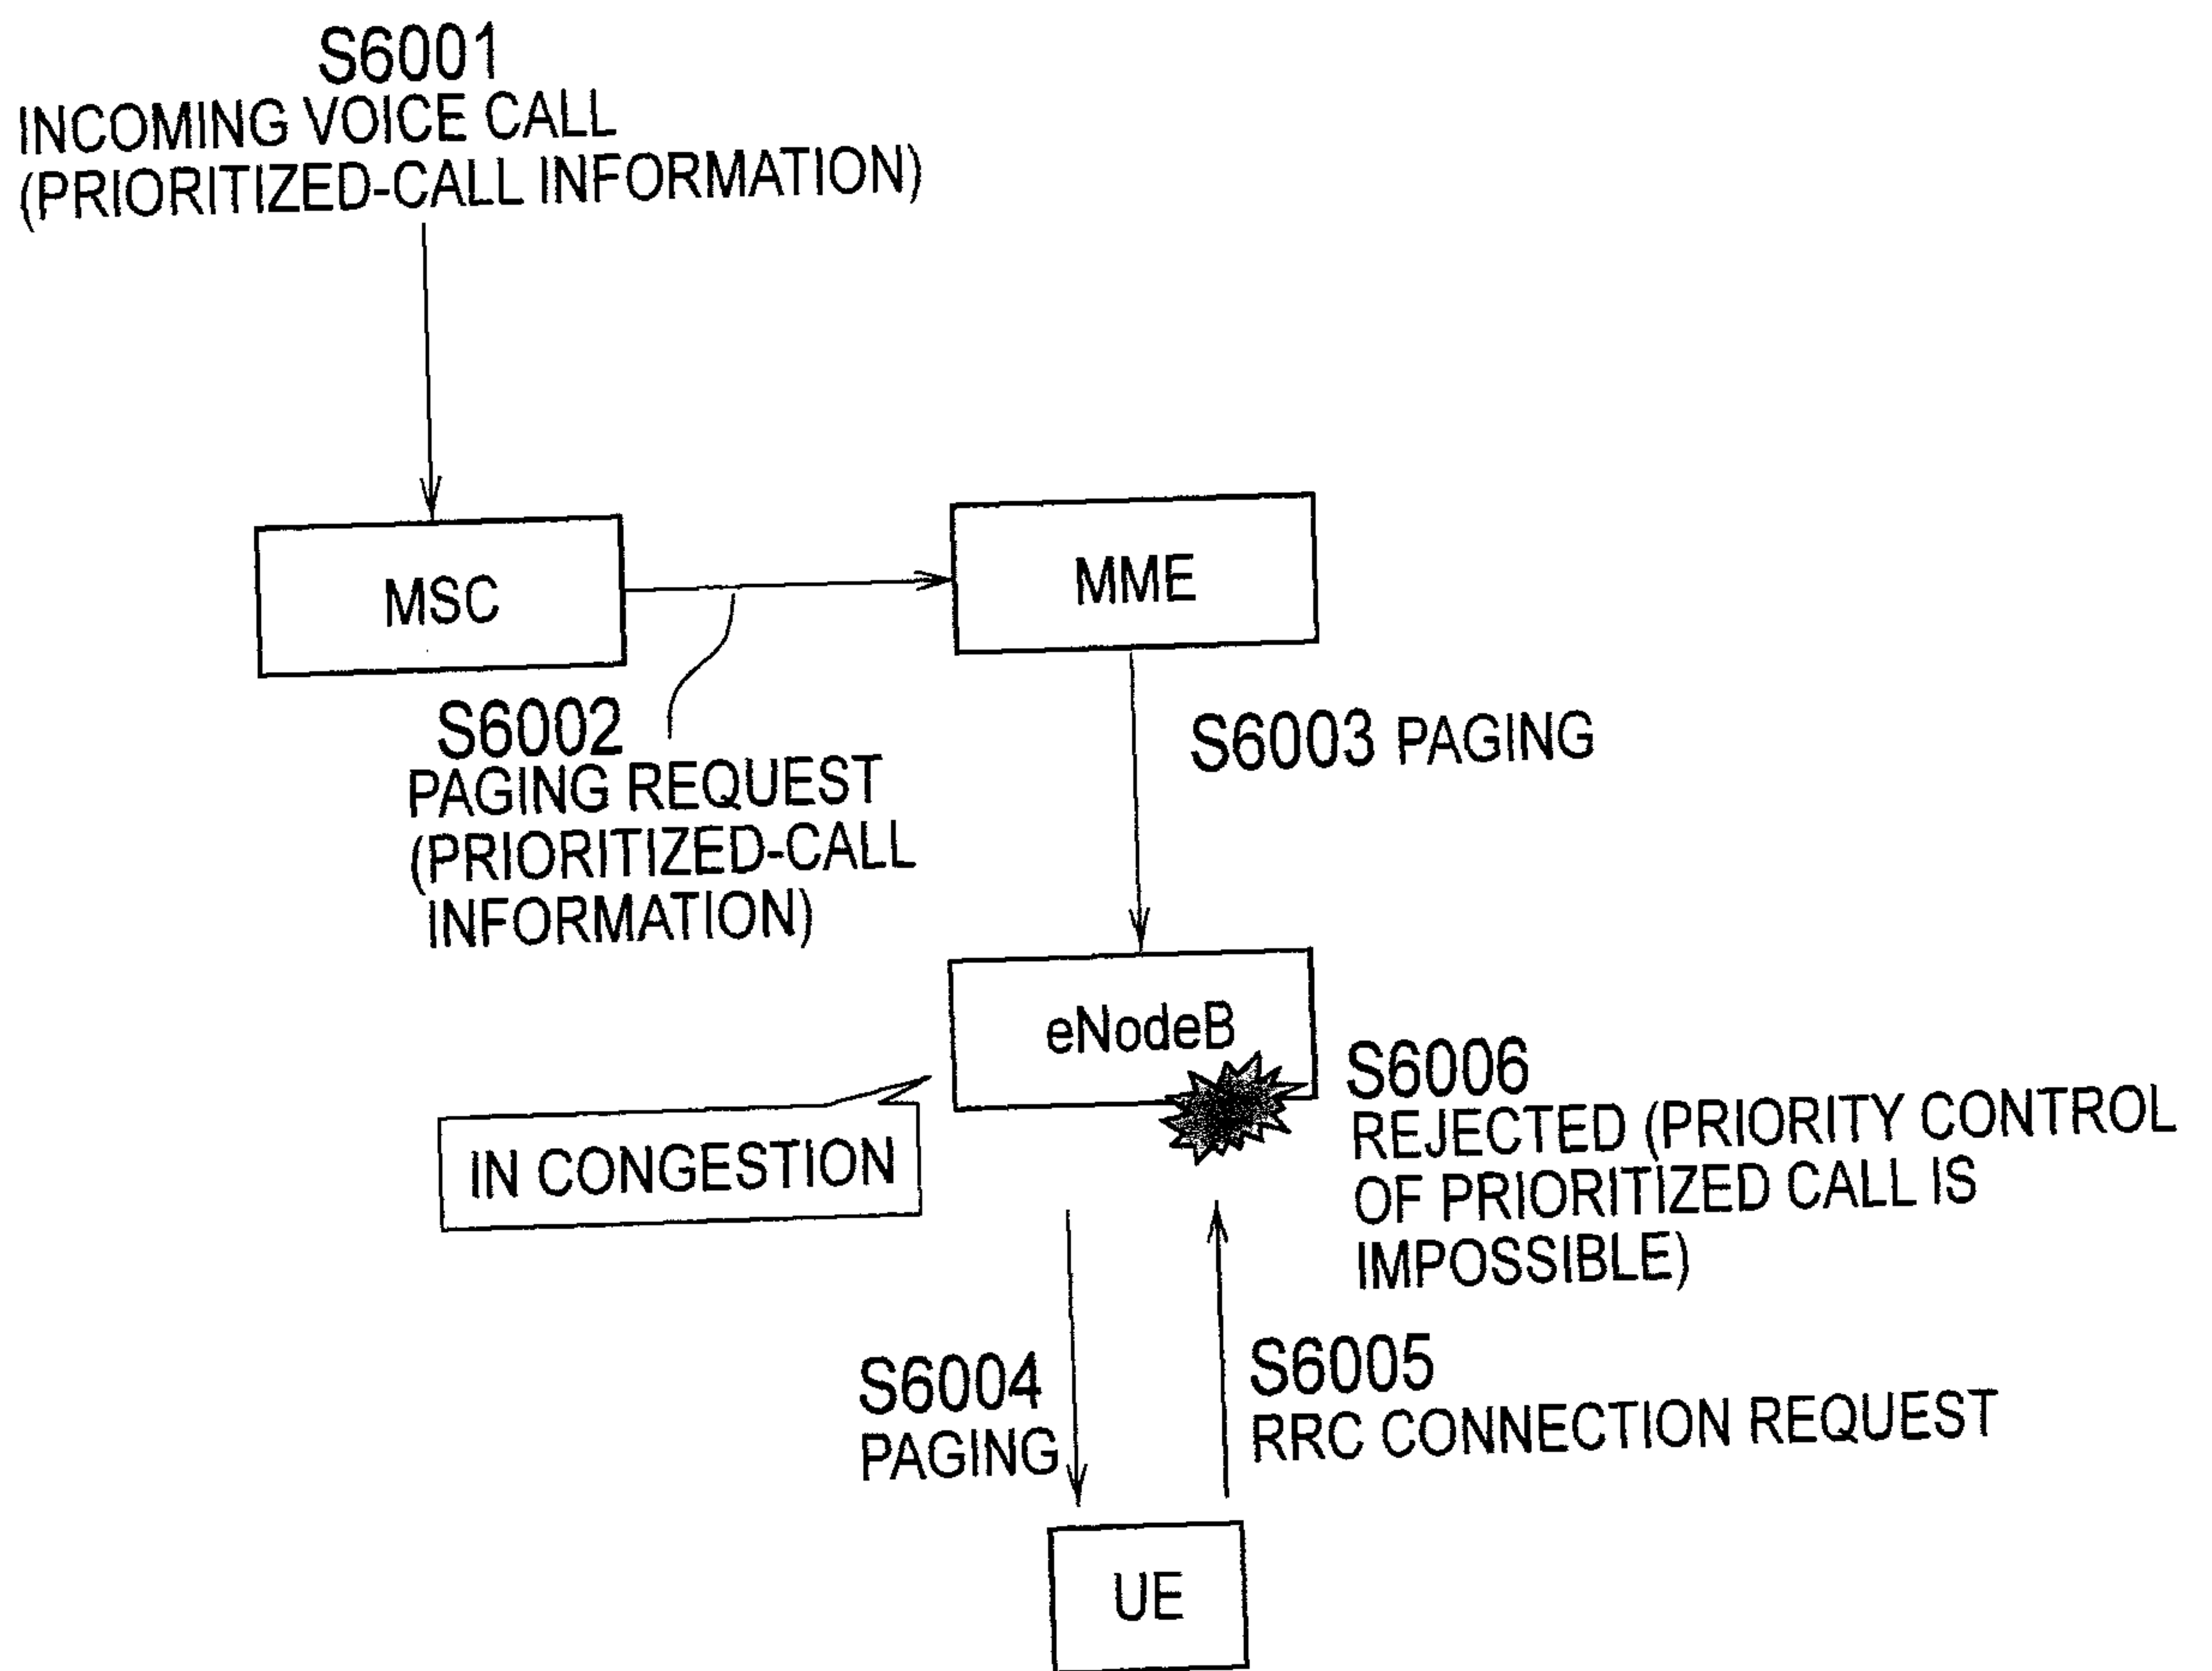 S6001
INCOMING VOICE CALL
(PRIORITIZED-CALL INFORMATION)
MSC
MME
S6002
PAGING REQUEST
(PRIORITIZED-CALL
INFORMATION)
S6003 PAGING
eNodeB
IN CONGESTION
S6006
REJECTED (PRIORITY CONTROL
OF PRIORITIZED CALL IS
IMPOSSIBLE)
S6004
PAGING
S6005
RRC CONNECTION REQUEST
UE